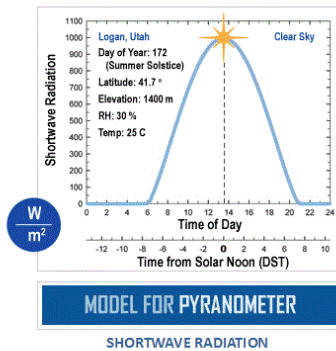 1100
1000
900
800
700
600
500
400
300
200
100
0
Shortwave Radiation
Logan, Utah
Clear Sky
Day of Year: 172
(Summer Solstice)
Latitude: 41.7 °
Elevation: 1400 m
RH: 30 %
Temp: 25 C
W
m²
0 2 4 6 8 10 12 14 16 18 20 22 24
Time of Day
-12 -10 -8 -6 -4 -2 0 2 4 6 8 10
Time from Solar Noon (DST)
MODEL FOR PYRANOMETER
SHORTWAVE RADIATION